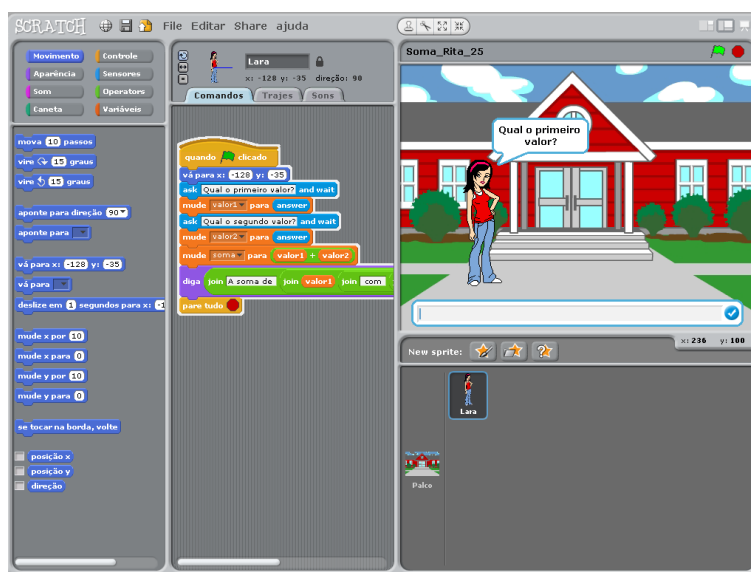 SCRATCH File Editar Share ajuda
Movimento Controle
Aparência Sensores
Som Operators
Caneta Variáveis
mova 10 passos
vire 15 graus
vire 15 graus
aponte para direção 90
aponte para
vá para x: -128 y: -35
vá para
deslize em 1 segundos para x: -1
mude x por 10
mude x para 0
mude y por 10
mude y para 0
se tocar na borda, volte
posição x
posição y
direção
Lara
x: -128 y: -35 direção: 90
Comandos Trajes Sons
quando clicado
vá para x: -128 y: -35
ask Qual o primeiro valor? and wait
mude valor1 para answer
ask Qual o segundo valor? and wait
mude valor2 para answer
mude soma para valor1 + valor2
diga join A soma de join valor1 join com
pare tudo
Soma_Rita_25
Qual o primeiro
valor?
x: 236 y: 100
New sprite:
Lara
Palco